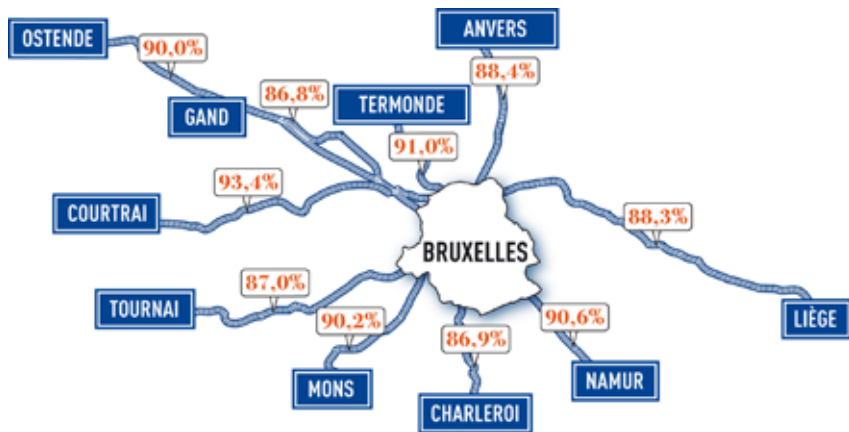 OSTENDE
90,0%
ANVERS
88,4%
GAND
86,8%
TERMONDE
91,0%
COURTRAI
93,4%
88,3%
BRUXELLES
TOURNAI
87,0%
LIÈGE
90,2%
MONS
86,9%
CHARLEROI
90,6%
NAMUR